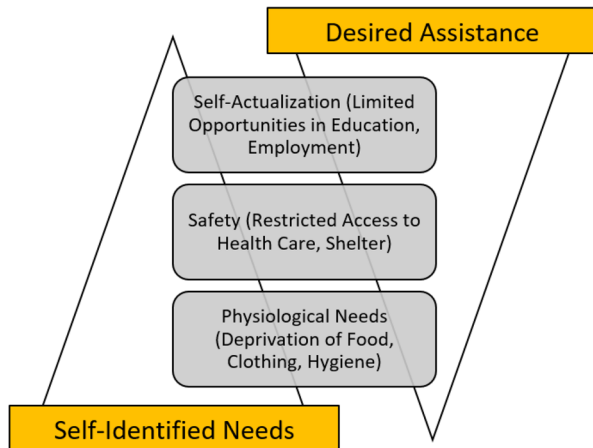 Desired Assistance
Self-Actualization (Limited
Opportunities in Education,
Employment)
Safety (Restricted Access to
Health Care, Shelter)
Physiological Needs
(Deprivation of Food,
Clothing, Hygiene)
Self-Identified Needs